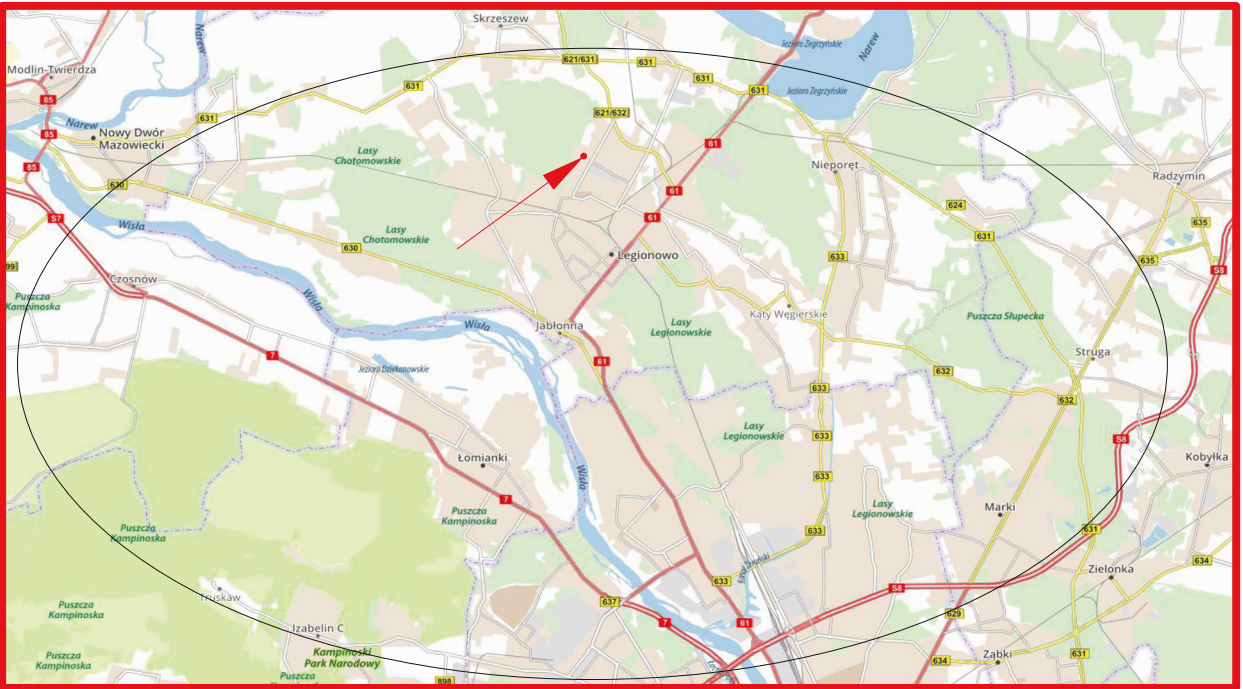 Skrzeszew
Jezioro Zegrzyńskie
Narew
Narew
621/631
631
Modlin-Twierdza
631
631
Jezioro Zegrzyńskie
631
85
621/632
Narew
631
85
Nowy Dwór
Mazowiecki
61
Lasy
Chotomowskie
Nieporęt
85
Radzymin
630
61
624
S7
Wisła
61
635
Lasy
Chotomowskie
631
630
Legionowo
633
635
99
S8
Czosnów
Puszcza
Kampinoska
Wisła
Kąty Węgierskie
Puszcza Słupecka
Wisła
Jabłonna
Lasy
Legionowskie
7
61
Struga
Jezioro Dziekanowskie
632
633
632
Lasy
Legionowskie
633
S8
Łomianki
Kobyłka
Wisła
633
7
Puszcza
Kampinoska
Lasy
Legionowskie
Marki
Puszcza
Kampinoska
633
631
Kanał Żerański
634
Zielonka
633
S8
Truskaw
637
Puszcza
Kampinoska
629
Izabelin C
7
61
Kampinoski
Park Narodowy
Puszcza
Kampinoska
634
Ząbki
631
Puszcza
898